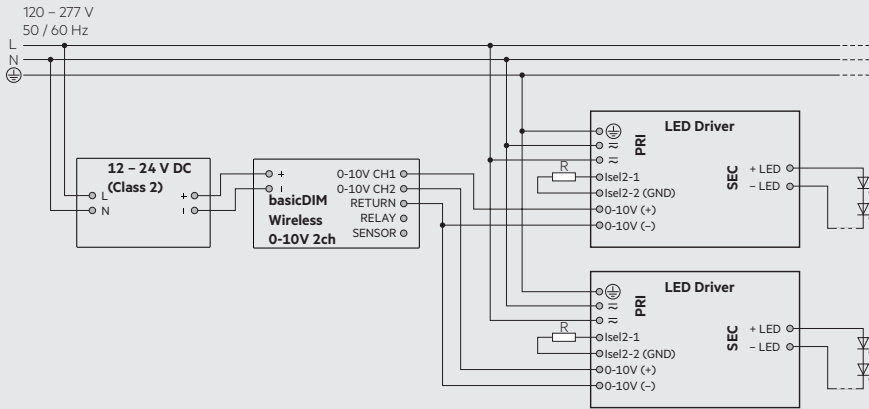 120 – 277 V
50 / 60 Hz
L
N
12 – 24 V DC
(Class 2)
L
N
+
–
+
–
basicDIM
Wireless
0-10V 2ch
0-10V CH1
0-10V CH2
RETURN
RELAY
SENSOR
LED Driver
PRI
R
Isel2-1
Isel2-2 (GND)
0-10V (+)
0-10V (–)
SEC
+ LED
– LED
LED Driver
PRI
R
Isel2-1
Isel2-2 (GND)
0-10V (+)
0-10V (–)
SEC
+ LED
– LED